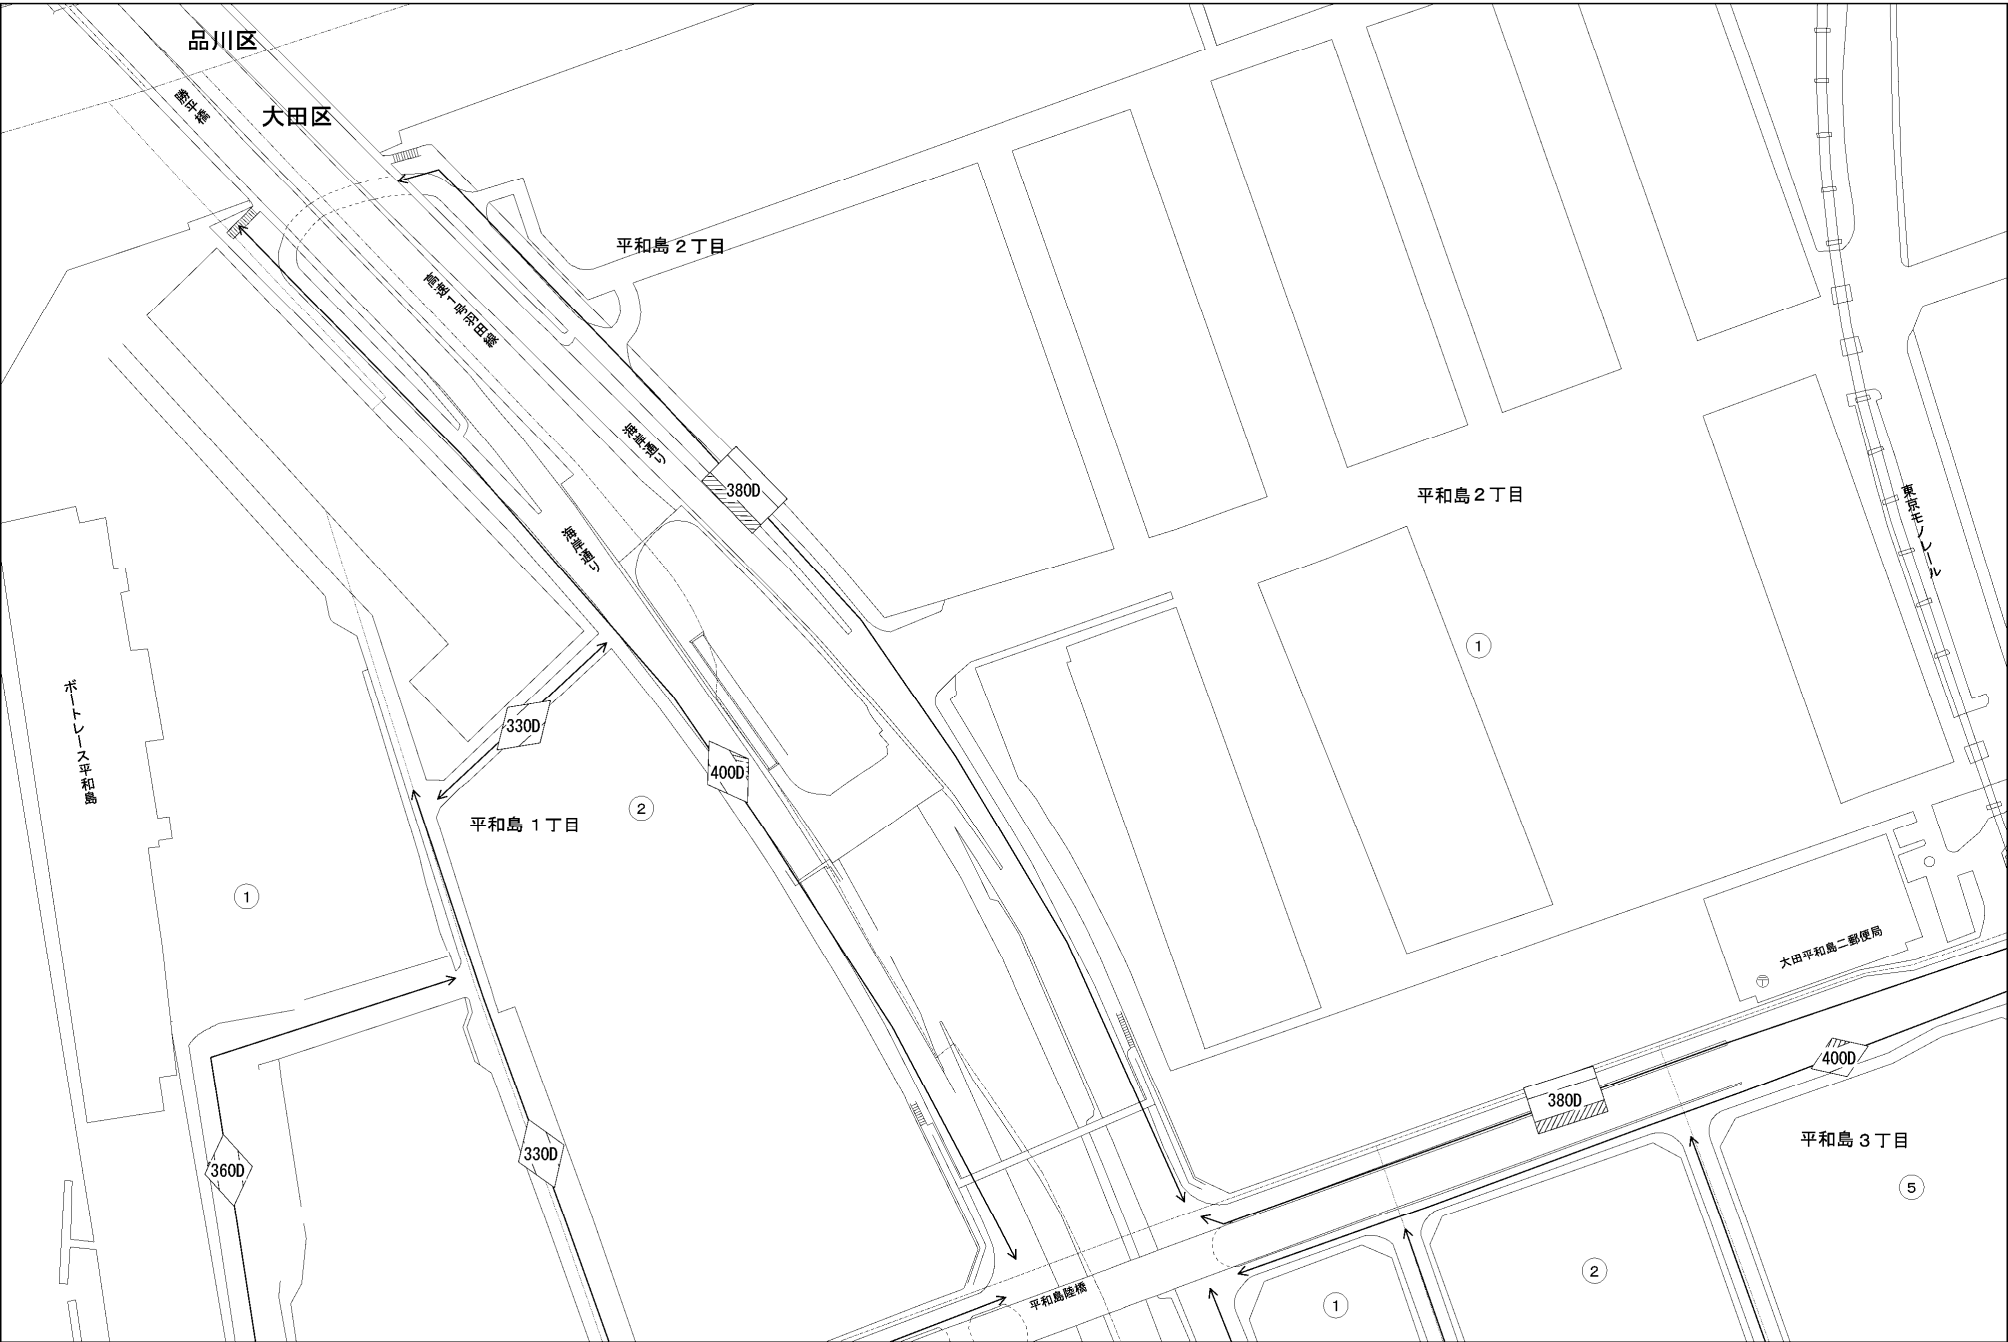 品川区
勝平橋
大田区
平和島２丁目
高速１号羽田線
海岸通り
380D
平和島２丁目
東京モノレール
海岸通り
1
ボートレース平和島
330D
400D
2
平和島１丁目
1
大田平和島二郵便局
〒
400D
380D
平和島３丁目
330D
360D
5
2
平和島陸橋
1